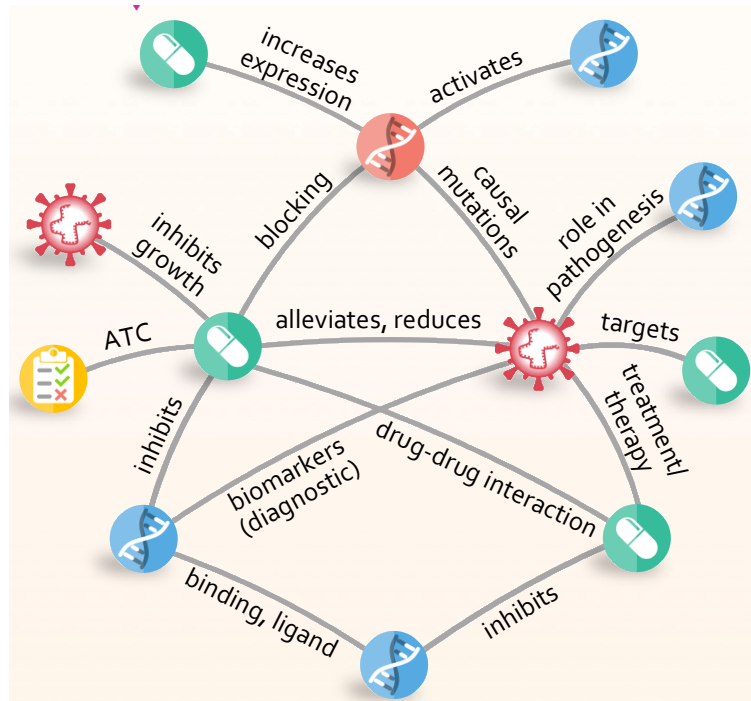 increases
expression
activates
blocking
causal
mutations
role in
pathogenesis
inhibits
growth
ATC
alleviates, reduces
targets
treatment/
therapy
inhibits
biomarkers
(diagnostic)
drug-drug interaction
binding, ligand
inhibits